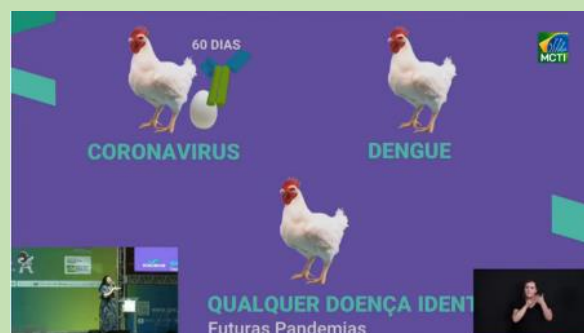 60 DIAS
MCTI
CORONAVIRUS
DENGUE
QUALQUER DOENÇA IDENT
Futuras Pandemias